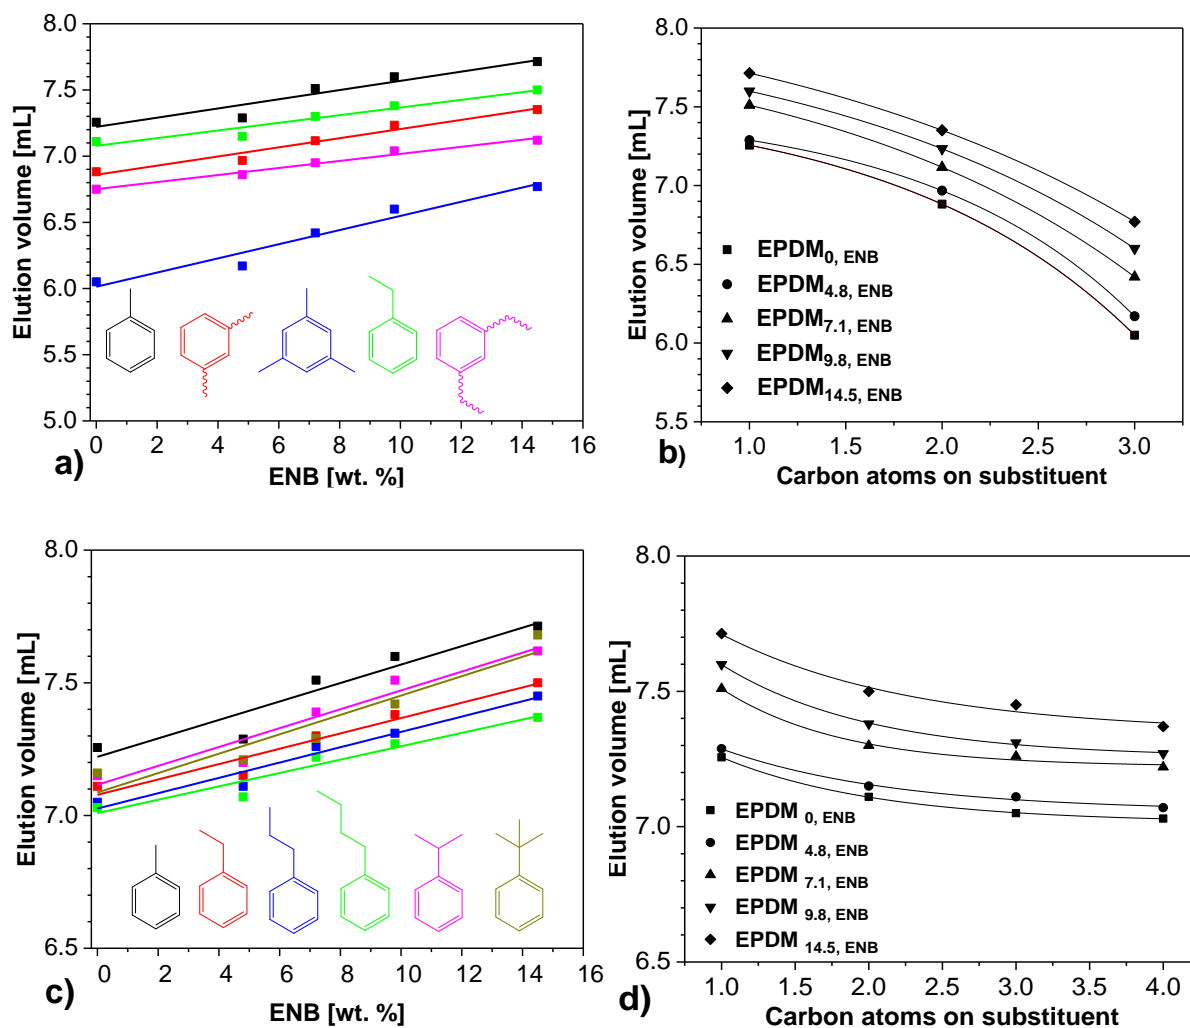 8.0
7.5
7.0
6.5
6.0
5.5
5.0
Elution volume [mL]
0 2 4 6 8 10 12 14 16
ENB [wt. %]
a)
8.0
7.5
7.0
6.5
6.0
5.5
Elution volume [mL]
EPDM0, ENB
EPDM4.8, ENB
EPDM7.1, ENB
EPDM9.8, ENB
EPDM14.5, ENB
1.0 1.5 2.0 2.5 3.0
Carbon atoms on substituent
b)
8.0
7.5
7.0
6.5
Elution volume [mL]
0 2 4 6 8 10 12 14 16
ENB [wt. %]
c)
8.0
7.5
7.0
6.5
Elution volume [mL]
EPDM 0, ENB
EPDM 4.8, ENB
EPDM 7.1, ENB
EPDM 9.8, ENB
EPDM 14.5, ENB
1.0 1.5 2.0 2.5 3.0 3.5 4.0
Carbon atoms on substituent
d)